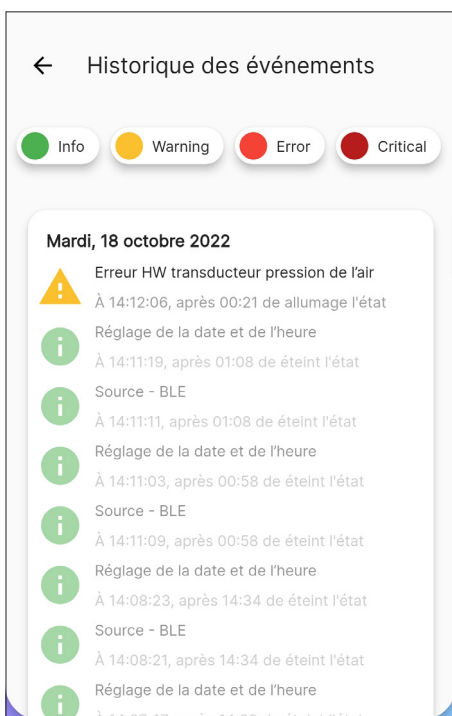 Historique des événements
Info
Warning
Error
Critical
Mardi, 18 octobre 2022
Erreur HW transducteur pression de l'air
À 14:12:06, après 00:21 de allumage l'état
Réglage de la date et de l'heure
À 14:11:19, après 01:08 de éteint l'état
Source - BLE
À 14:11:11, après 01:08 de éteint l'état
Réglage de la date et de l'heure
À 14:11:03, après 00:58 de éteint l'état
Source - BLE
À 14:11:09, après 00:58 de éteint l'état
Réglage de la date et de l'heure
À 14:08:23, après 14:34 de éteint l'état
Source - BLE
À 14:08:21, après 14:34 de éteint l'état
Réglage de la date et de l'heure